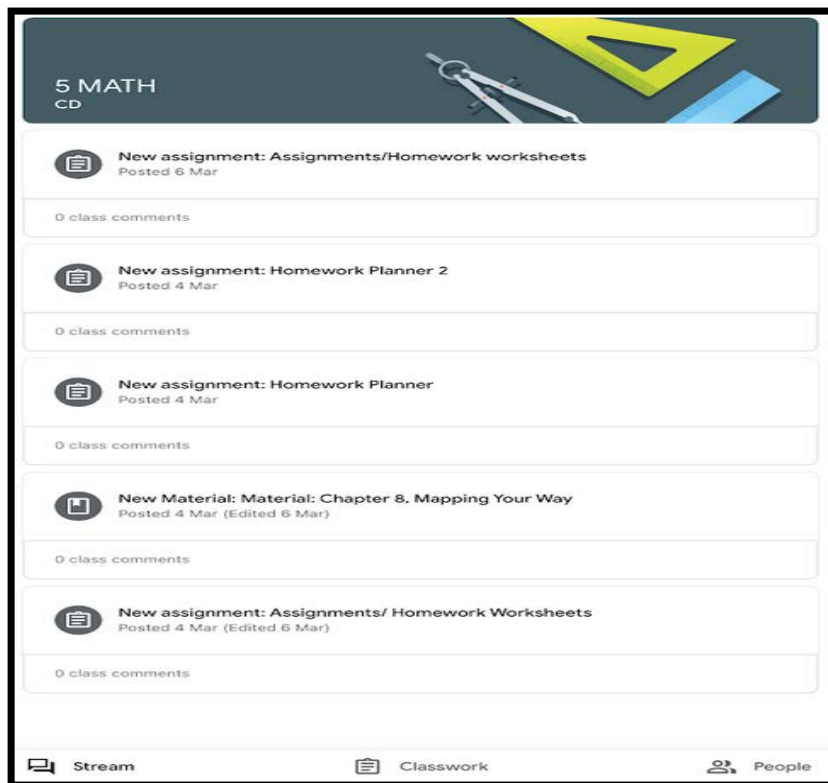 5 MATH
CD
New assignment: Assignments/Homework worksheets
Posted 6 Mar
0 class comments
New assignment: Homework Planner 2
Posted 4 Mar
0 class comments
New assignment: Homework Planner
Posted 4 Mar
0 class comments
New Material: Material: Chapter 8, Mapping Your Way
Posted 4 Mar (Edited 6 Mar)
0 class comments
New assignment: Assignments/ Homework Worksheets
Posted 4 Mar (Edited 6 Mar)
0 class comments
Stream Classwork People